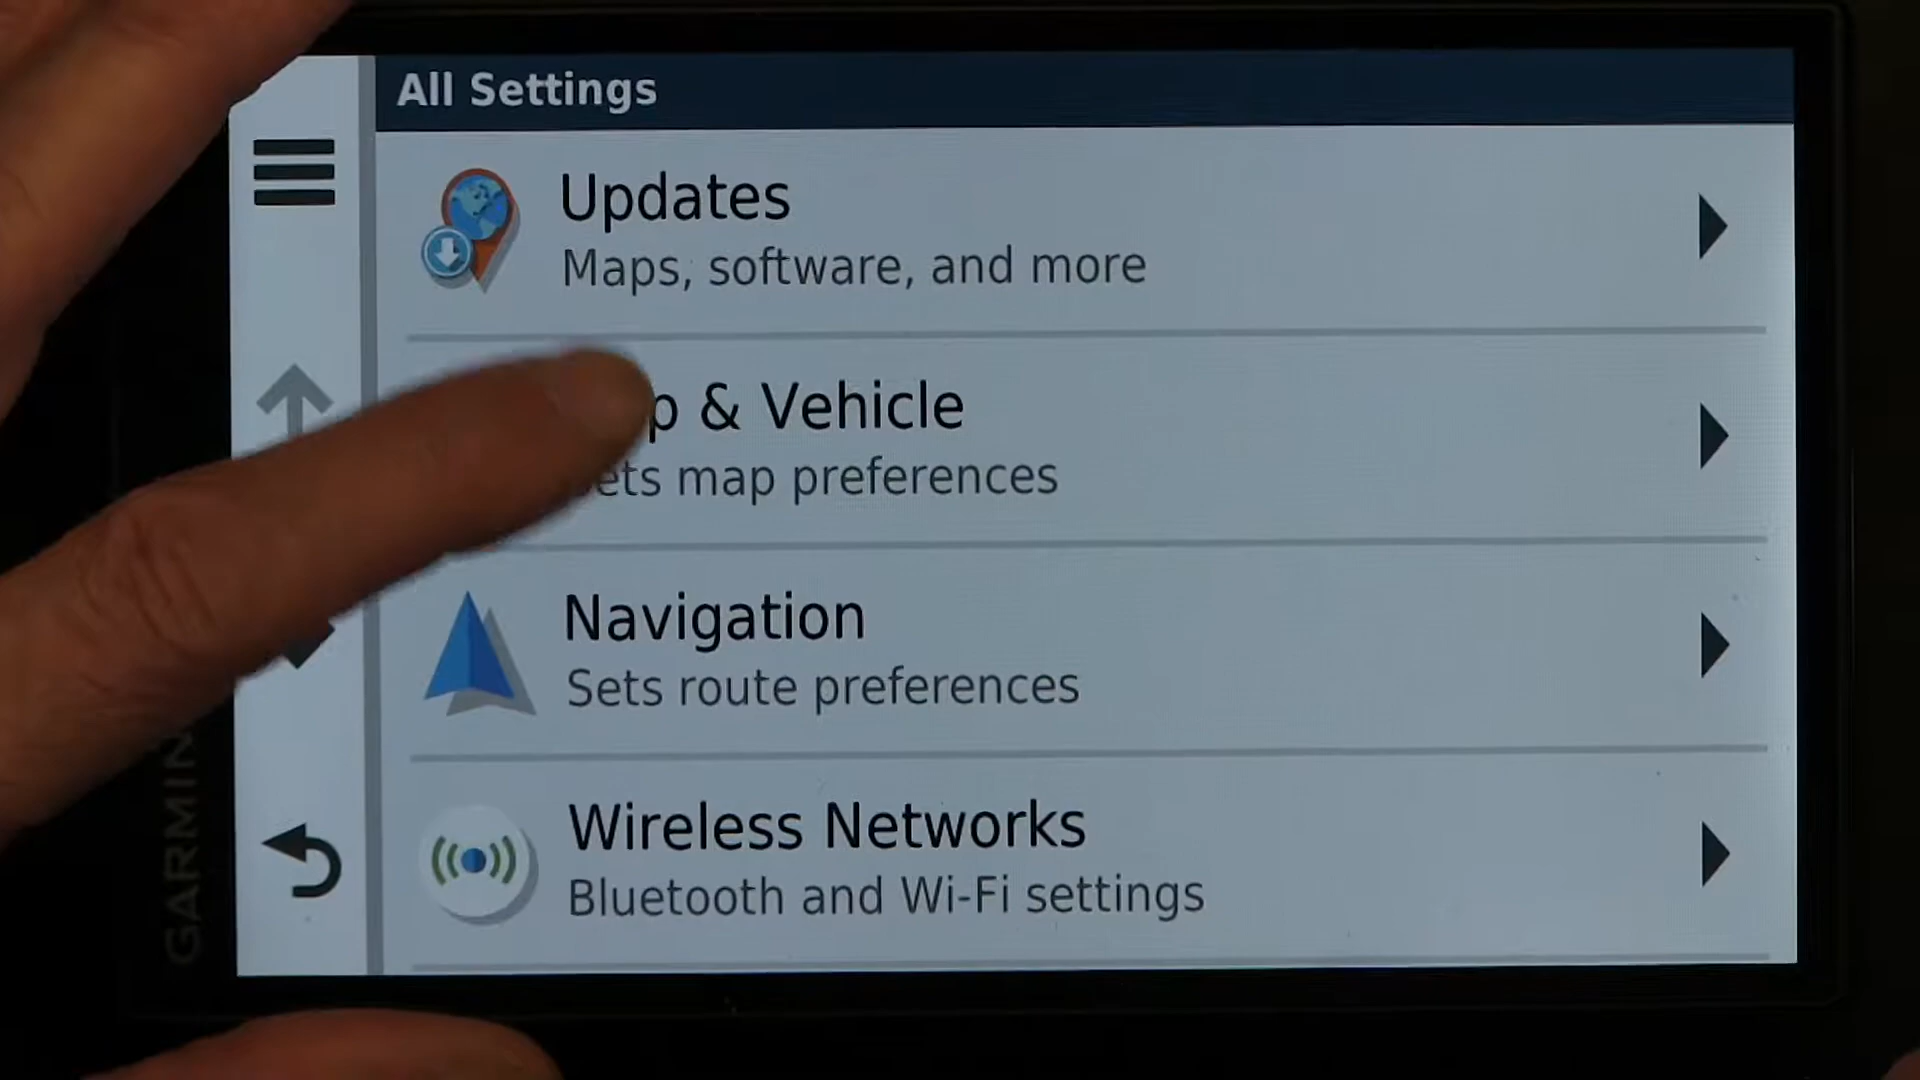 All Settings
Updates
Maps, software, and more
& Vehicle
map preferences
Navigation
Sets route preferences
Wireless Networks
Bluetooth and Wi-Fi settings
GARMIN